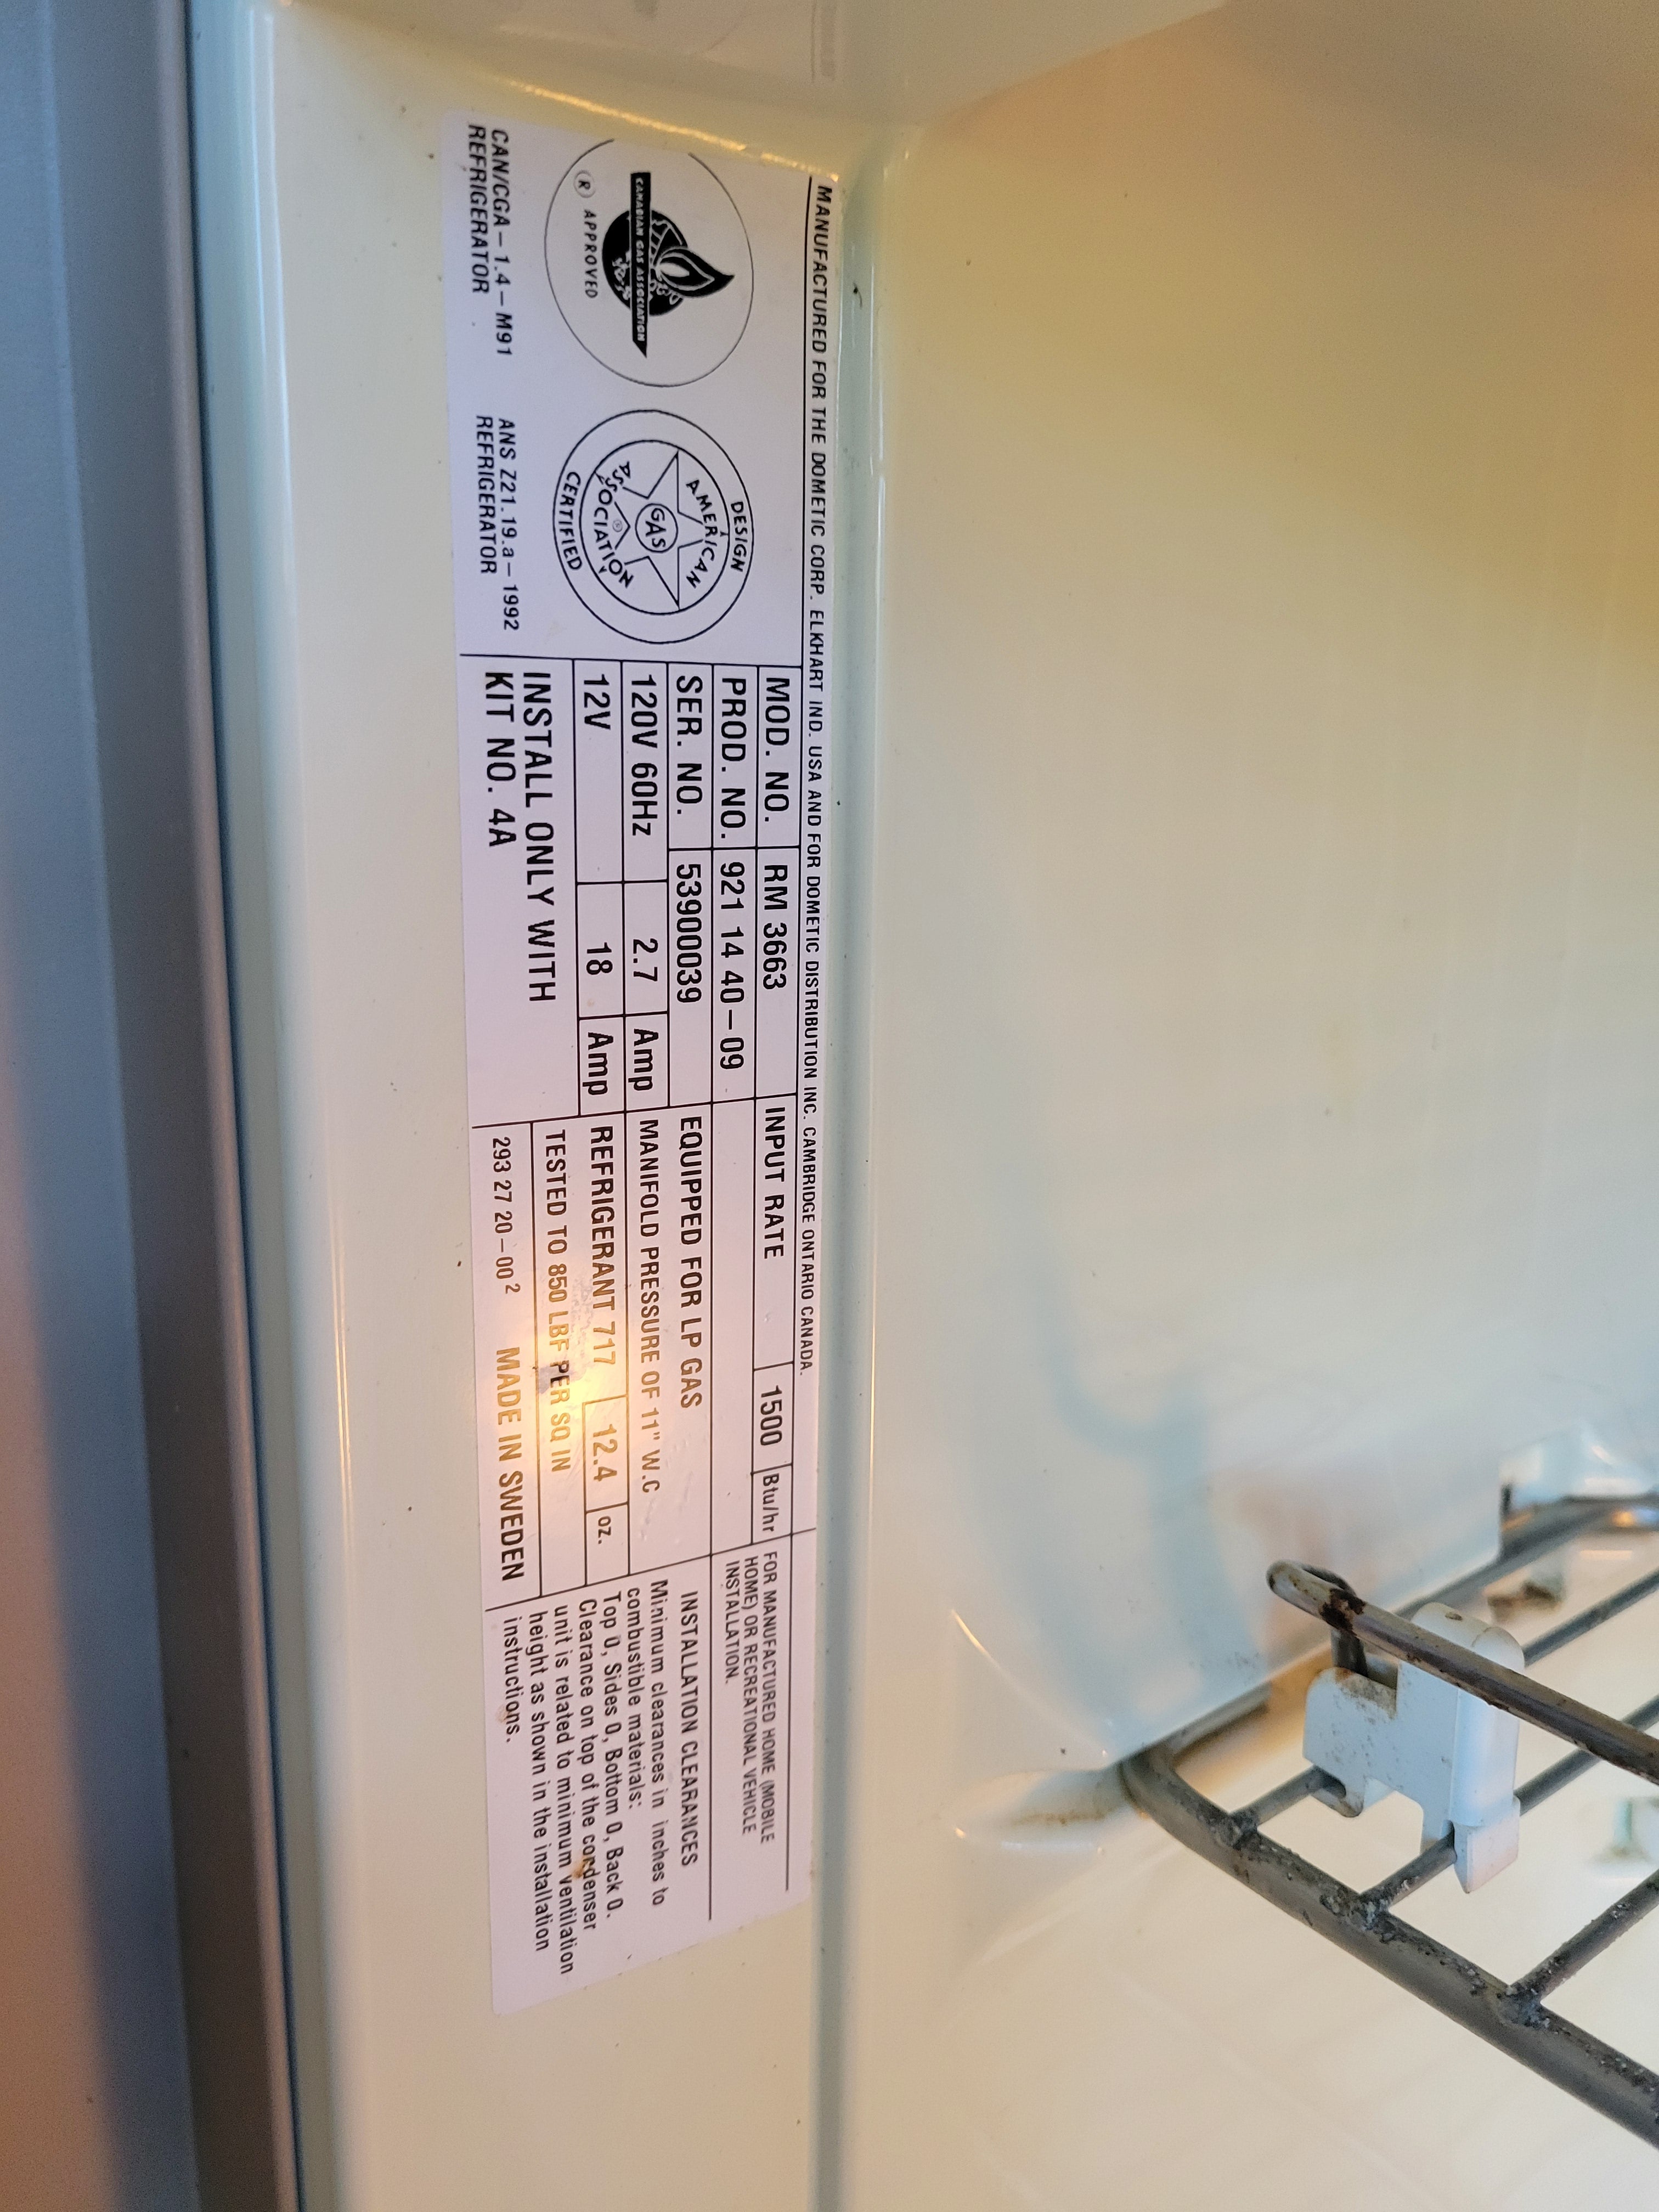 MANUFACTURED FOR THE DOMETIC CORP. ELKHART IND. USA AND FOR DOMETIC DISTRIBUTION INC. CAMBRIDGE ONTARIO CANADA.
CANADIAN GAS ASSOCIATION
® APPROVED
CAN/CGA – 1.4 – M91
REFRIGERATOR
DESIGN
AMERICAN
GAS
ASSOCIATION
®
CERTIFIED
ANS Z21.19.a – 1992
REFRIGERATOR
MOD. NO. RM 3663
PROD. NO. 921 14 40 – 09
SER. NO. 53900039
120V 60Hz 2.7 Amp
12V 18 Amp
INSTALL ONLY WITH
KIT NO. 4A
INPUT RATE 1500 Btu/hr
EQUIPPED FOR LP GAS
MANIFOLD PRESSURE OF 11" W.C
REFRIGERANT 717 12.4 oz.
TESTED TO 850 LBF PER SQ IN
293 27 20 – 00 2 MADE IN SWEDEN
FOR MANUFACTURED HOME (MOBILE
HOME) OR RECREATIONAL VEHICLE
INSTALLATION.
INSTALLATION CLEARANCES
Minimum clearances in inches to
combustible materials:
Top 0, Sides 0, Bottom 0, Back 0.
Clearance on top of the condenser
unit is related to minimum ventilation
height as shown in the installation
instructions.